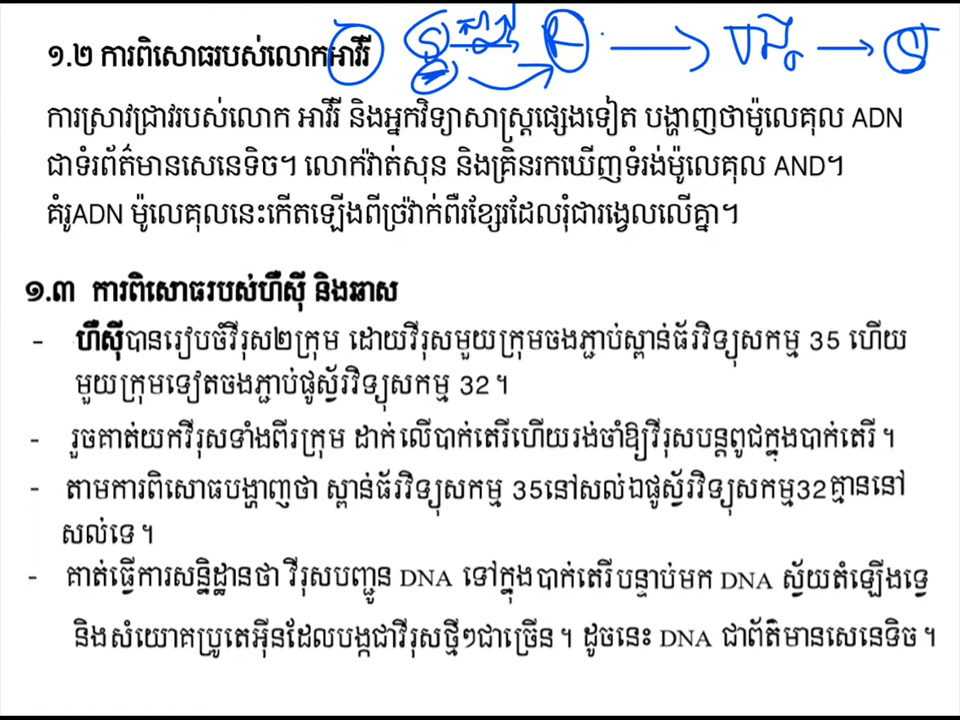 ១.២ ការពិសោធរបស់លោកអាវីរី
ការស្រាវជ្រាវរបស់លោក អាវីរី និងអ្នកវិទ្យាសាស្ត្រផ្សេងទៀត បង្ហាញថាម៉ូលេគុល ADN
ជាទំរព័ត៌មានសេនេទិច។ លោកវ៉ាត់សុន និងគ្រិនរកឃើញទំរង់ម៉ូលេគុល AND។
គំរូADN ម៉ូលេគុលនេះកើតឡើងពីច្រវ៉ាក់ពីរខ្សែរដែលរុំជារង្វេលលើគ្នា។
១.៣ ការពិសោធរបស់ហឺស៊ី និងឆាស
- ហឺស៊ីបានរៀបចំវីរុស២ក្រុម ដោយវីរុសមួយក្រុមចងភ្ជាប់ស្ពាន់ធ័រវិទ្យុសកម្ម 35 ហើយ
មួយក្រុមទៀតចងភ្ជាប់ផូស្វ័រវិទ្យុសកម្ម 32 ។
- រួចគាត់យកវីរុសទាំងពីរក្រុម ដាក់លើបាក់តេរីហើយរង់ចាំឱ្យវីរុសបន្តពូជក្នុងបាក់តេរី ។
- តាមការពិសោធបង្ហាញថា ស្ពាន់ធ័រវិទ្យុសកម្ម 35នៅសល់ឯផូស្វ័រវិទ្យុសកម្ម32គ្មាននៅ
សល់ទេ ។
- គាត់ធ្វើការសន្និដ្ឋានថា វីរុសបញ្ជូន DNA ទៅក្នុងបាក់តេរីបន្ទាប់មក DNA ស្វ័យតំឡើងទ្វេ
និងសំយោគប្រូតេអ៊ីនដែលបង្កជាវីរុសថ្មីៗជាច្រើន ។ ដូចនេះ DNA ជាព័ត៌មានសេនេទិច ។